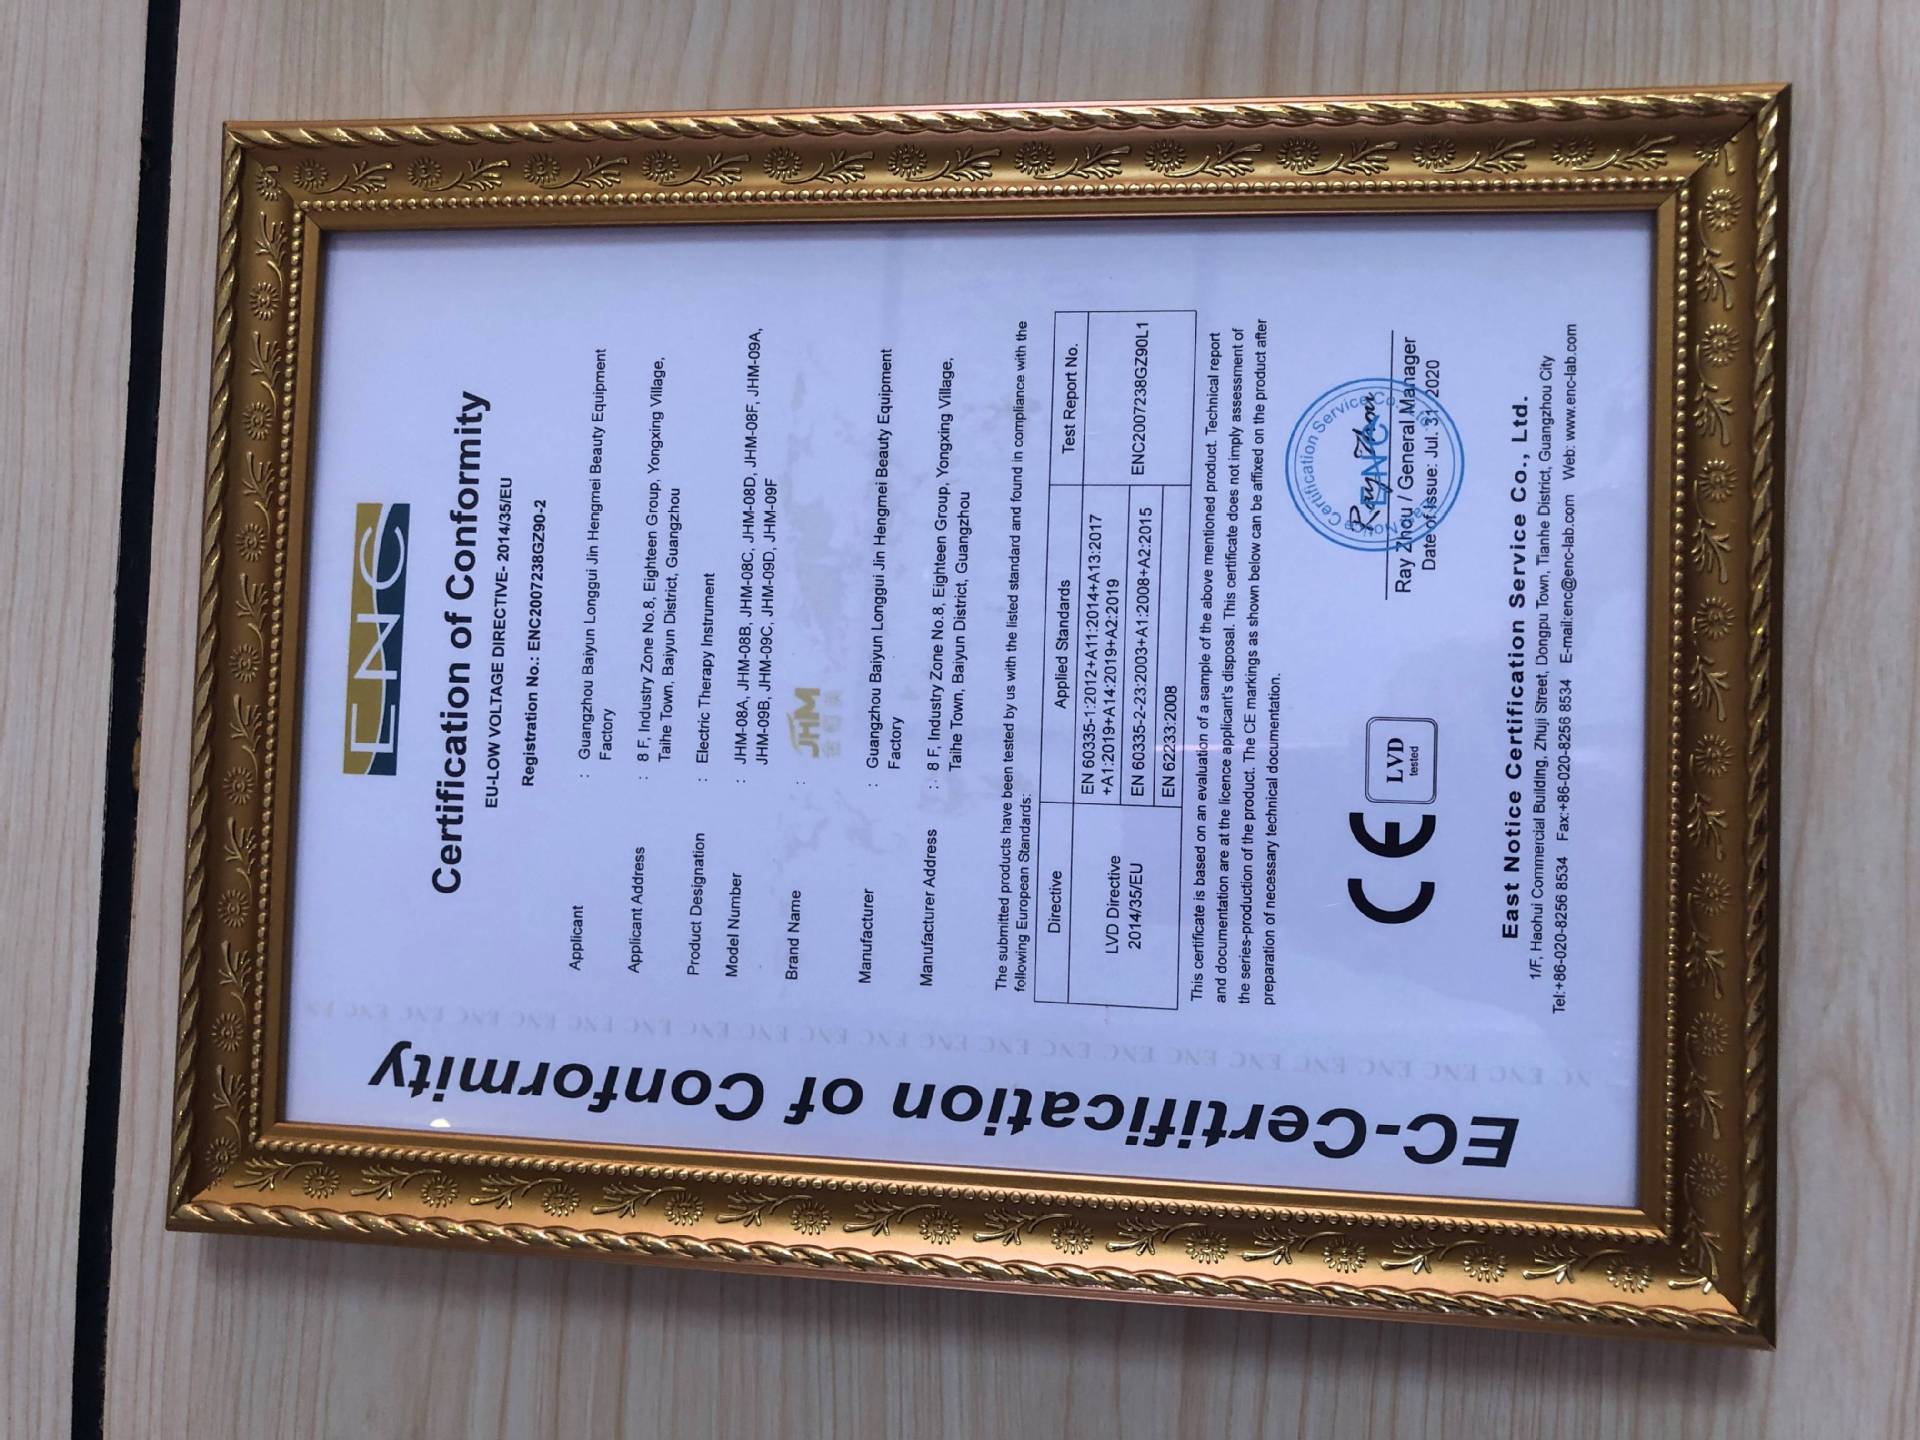 EC-Certification of Conformity
ENC
Certification of Conformity
EU-LOW VOLTAGE DIRECTIVE- 2014/35/EU
Registration No.: ENC2007238GZ90-2
Applicant : Guangzhou Baiyun Longgui Jin Hengmei Beauty Equipment
Factory
Applicant Address : 8 F, Industry Zone No.8, Eighteen Group, Yongxing Village,
Taihe Town, Baiyun District, Guangzhou
Product Designation : Electric Therapy Instrument
Model Number : JHM-08A, JHM-08B, JHM-08C, JHM-08D, JHM-08F, JHM-09A,
JHM-09B, JHM-09C, JHM-09D, JHM-09F
Brand Name : JHM
金恒美
Manufacturer : Guangzhou Baiyun Longgui Jin Hengmei Beauty Equipment
Factory
Manufacturer Address : 8 F, Industry Zone No.8, Eighteen Group, Yongxing Village,
Taihe Town, Baiyun District, Guangzhou
The submitted products have been tested by us with the listed standard and found in compliance with the
following European Standards:
Directive Applied Standards Test Report No.
LVD Directive
2014/35/EU
EN 60335-1:2012+A11:2014+A13:2017
+A1:2019+A14:2019+A2:2019
EN 60335-2-23:2003+A1:2008+A2:2015
EN 62233:2008
ENC2007238GZ90L1
This certificate is based on an evaluation of a sample of the above mentioned product. Technical report
and documentation are at the licence applicant's disposal. This certificate does not imply assessment of
the series-production of the product. The CE markings as shown below can be affixed on the product after
preparation of necessary technical documentation.
CE
LVD
tested
Ray Zhou
ENC
Ray Zhou / General Manager
Date of Issue: Jul. 31 2020
East Notice Certification Service Co., Ltd.
1/F, Haohui Commercial Building, Zhuji Street, Dongpu Town, Tianhe District, Guangzhou City
Tel:+86-020-8256 8534 Fax:+86-020-8256 8534 E-mail:enc@enc-lab.com Web: www.enc-lab.com